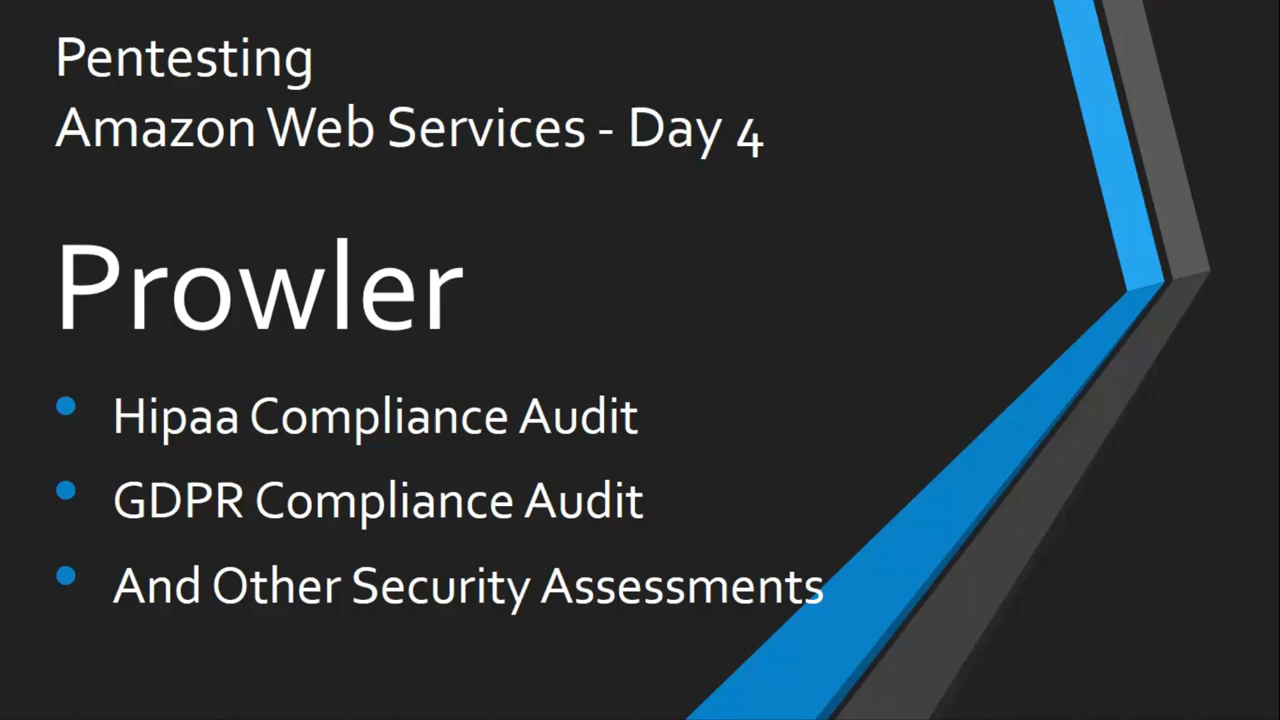 Pentesting
Amazon Web Services - Day 4
Prowler
• Hipaa Compliance Audit
• GDPR Compliance Audit
• And Other Security Assessments